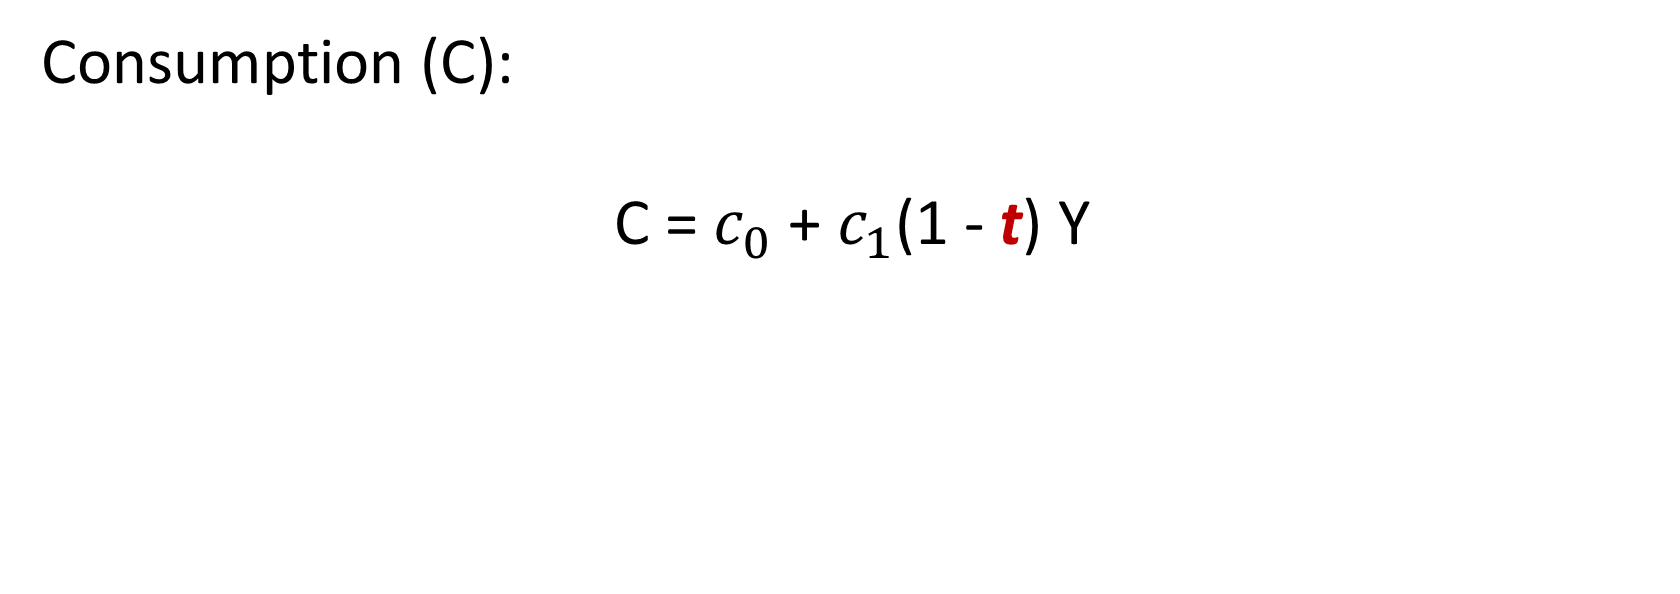 Consumption (C):
C = c₀ + c₁(1 - t) Y